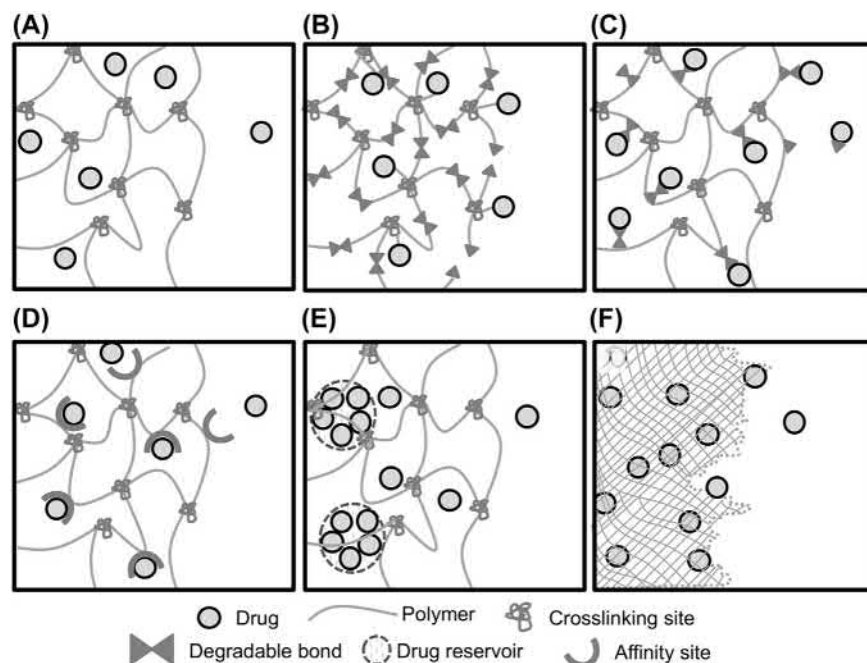 (A) (B) (C)
(D) (E) (F)
Drug Polymer Crosslinking site
Degradable bond Drug reservoir Affinity site